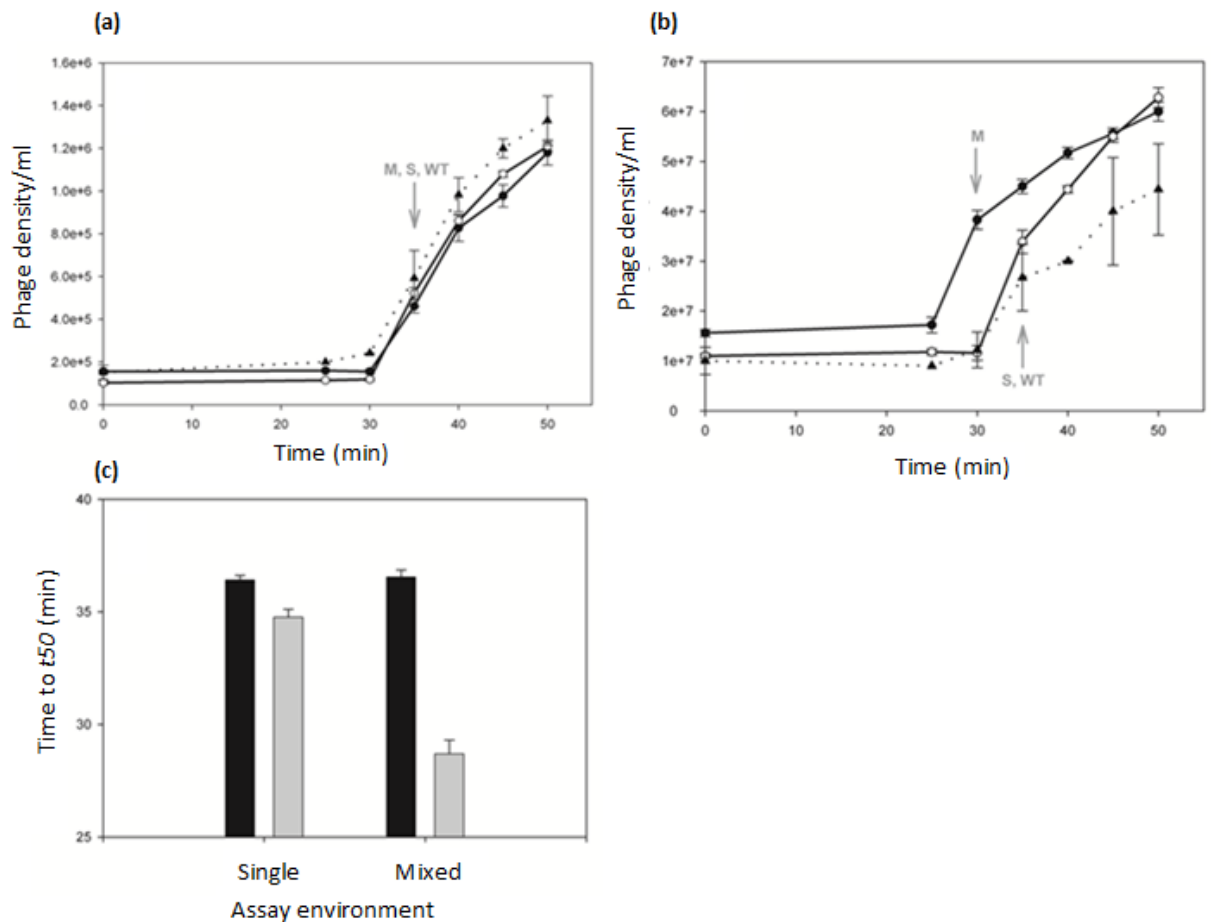 (a)
1.6e+6
1.4e+6
1.2e+6
1.0e+6
8.0e+5
6.0e+5
4.0e+5
2.0e+5
0.0
Phage density/ml
M, S, WT
0 10 20 30 40 50
Time (min)
(b)
7e+7
6e+7
5e+7
4e+7
3e+7
2e+7
1e+7
0
Phage density/ml
M
S, WT
0 10 20 30 40 50
Time (min)
(c)
40
35
30
25
Time to t50 (min)
Single Mixed
Assay environment